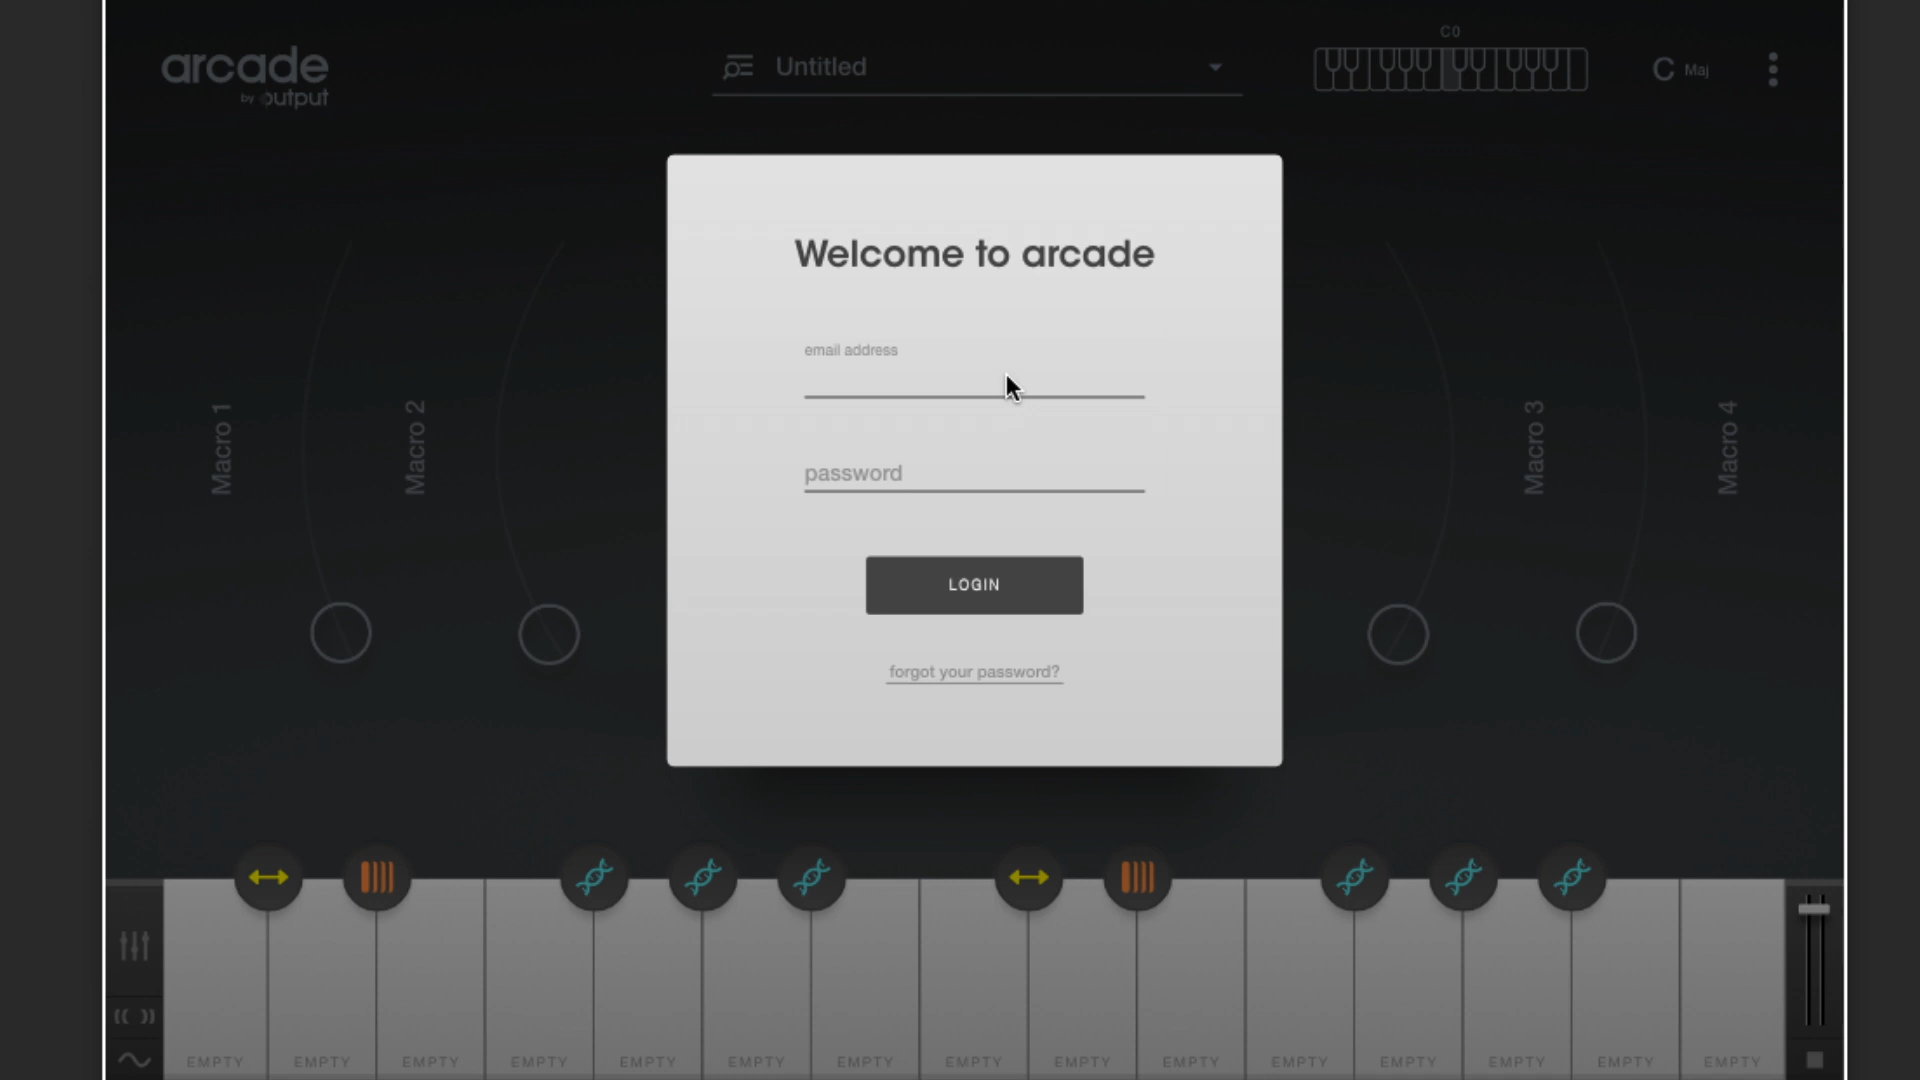 C0
arcade
by output
Untitled
C Maj
Welcome to arcade
email address
password
LOGIN
forgot your password?
Macro 1
Macro 2
Macro 3
Macro 4
EMPTY EMPTY EMPTY EMPTY EMPTY EMPTY EMPTY EMPTY EMPTY EMPTY EMPTY EMPTY EMPTY EMPTY EMPTY